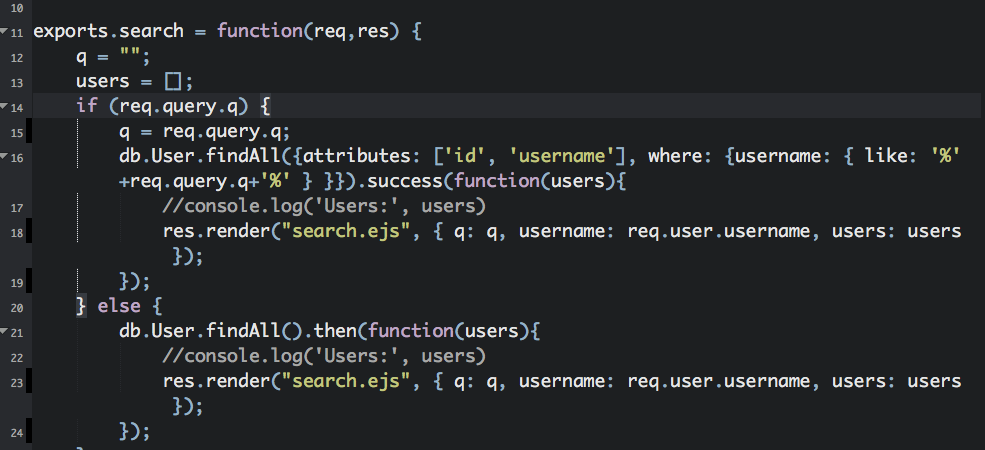 10
11 exports.search = function(req,res) {
12 q = "";
13 users = [];
14 if (req.query.q) {
15 q = req.query.q;
16 db.User.findAll({attributes: ['id', 'username'], where: {username: { like: '%'
+req.query.q+'%' } }}).success(function(users){
17 //console.log('Users:', users)
18 res.render("search.ejs", { q: q, username: req.user.username, users: users
});
19 });
20 } else {
21 db.User.findAll().then(function(users){
22 //console.log('Users:', users)
23 res.render("search.ejs", { q: q, username: req.user.username, users: users
});
24 });